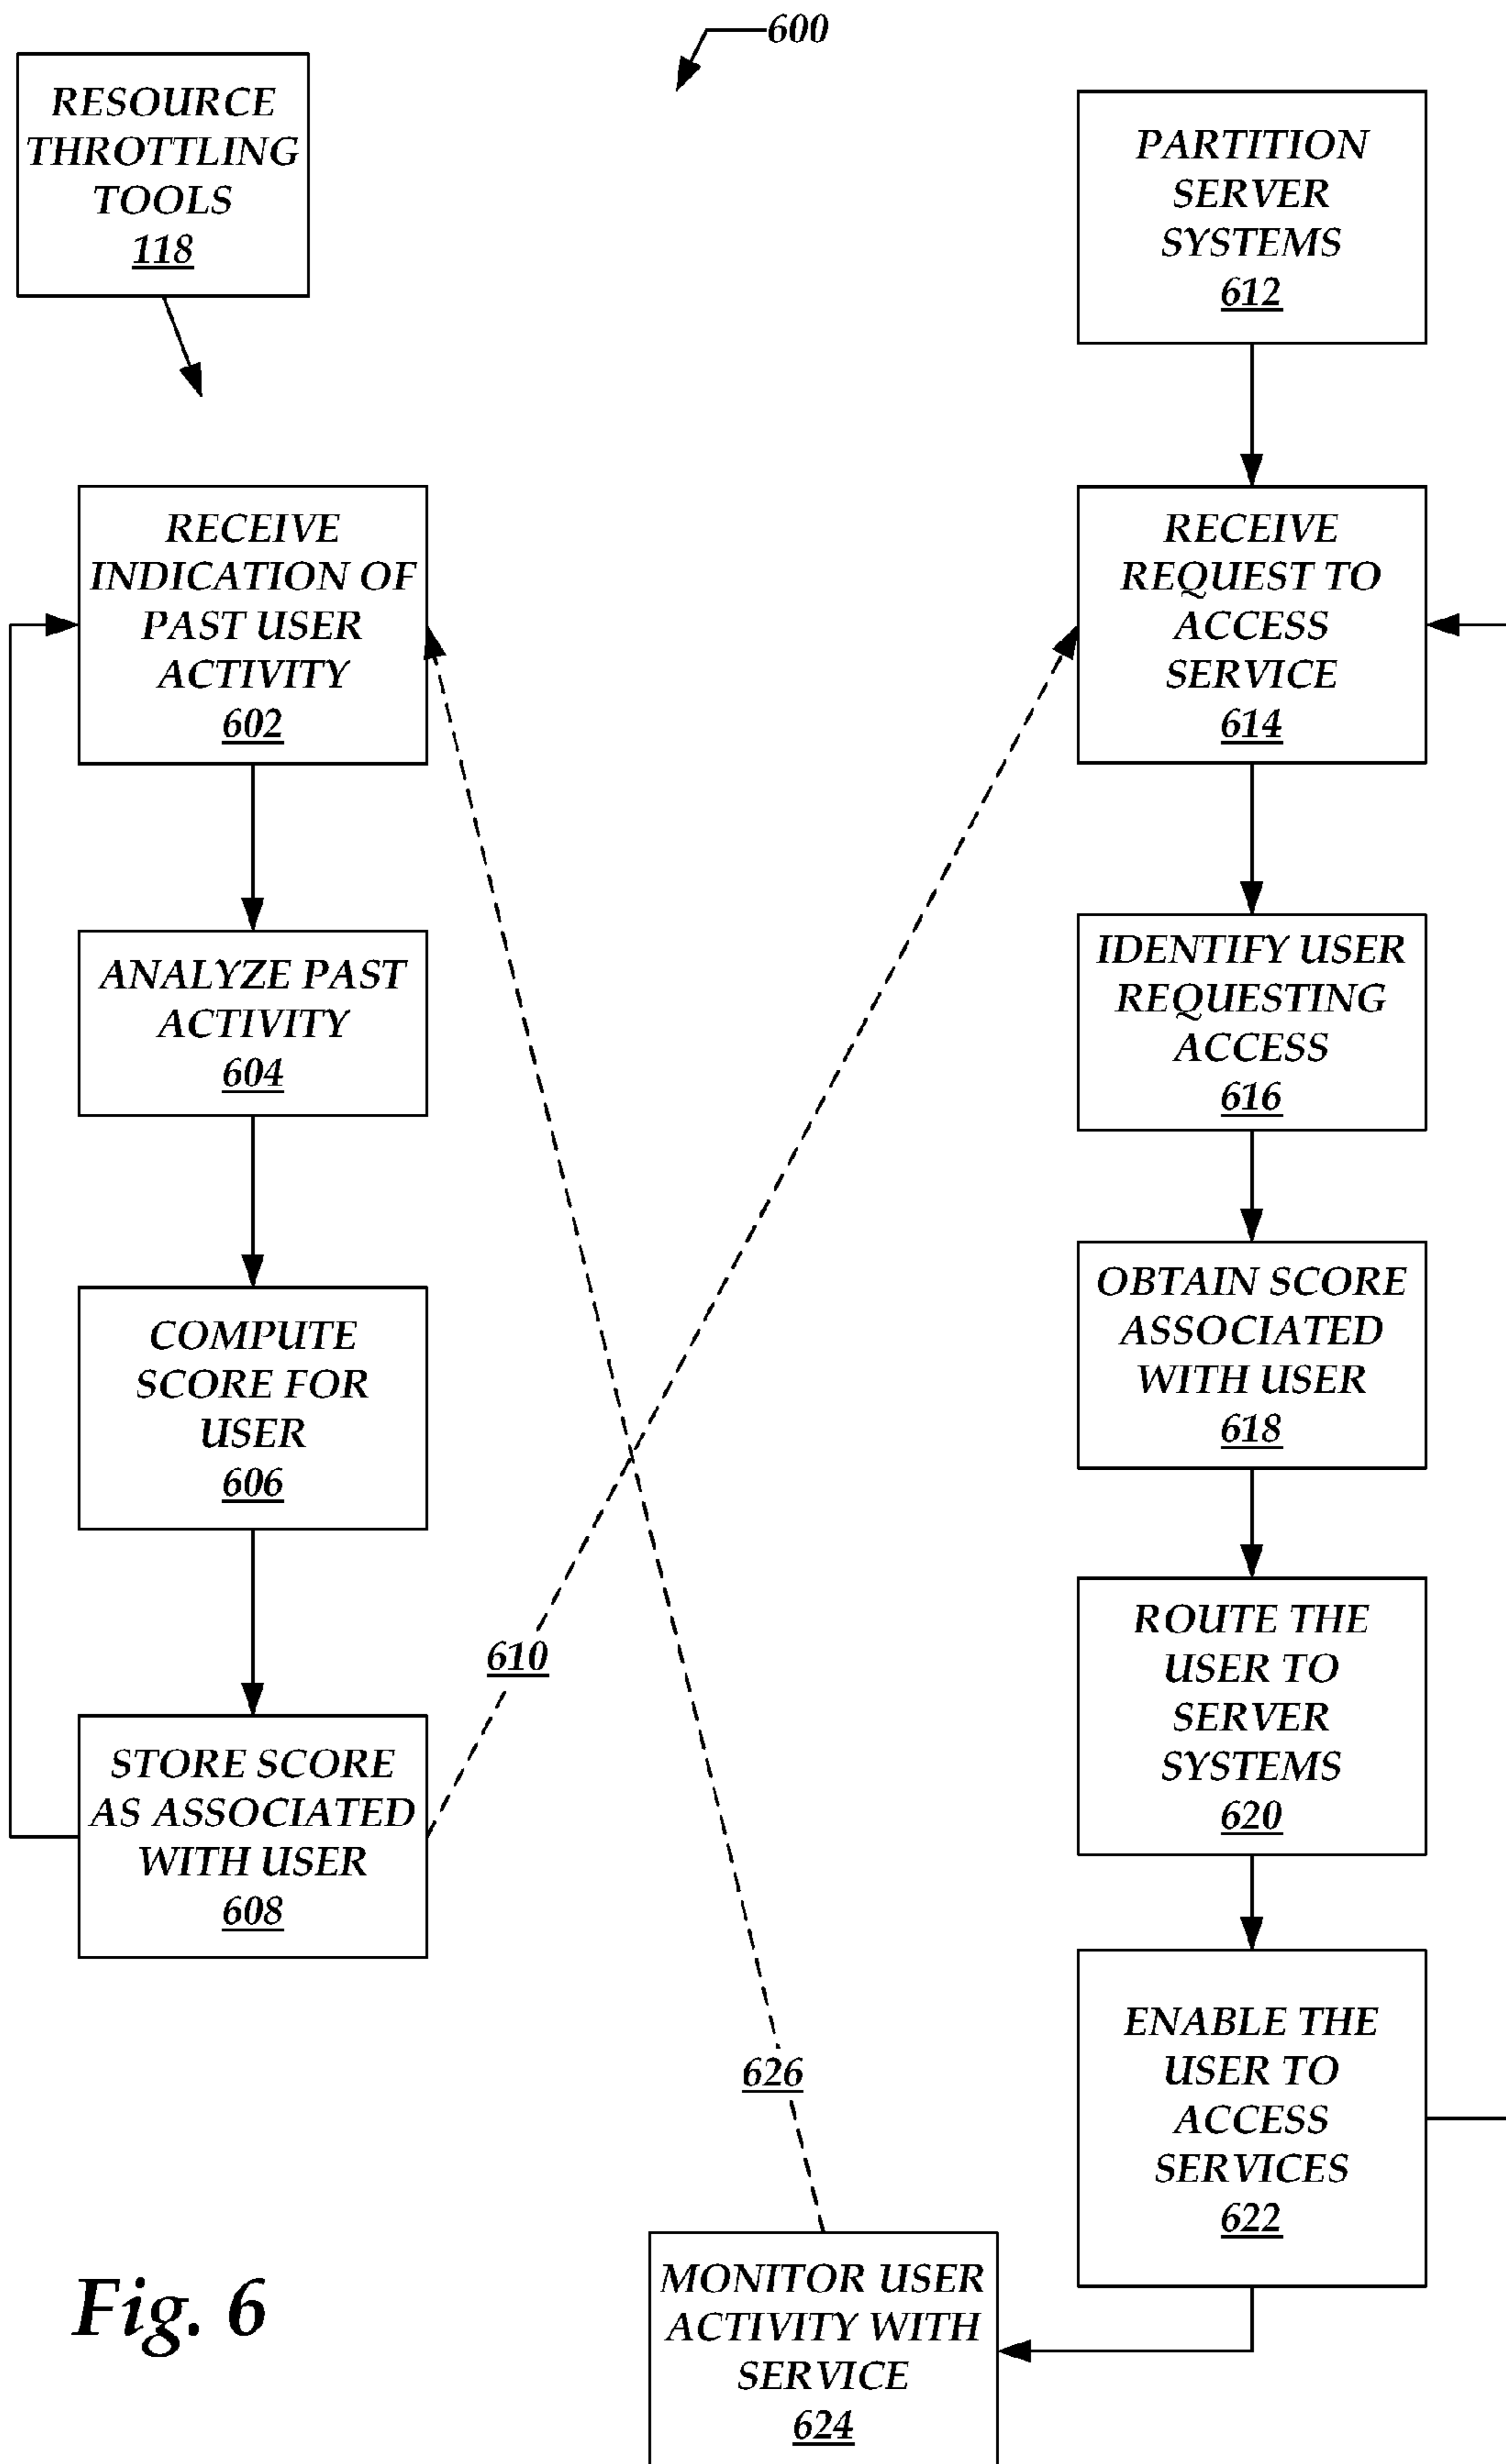 600
RESOURCE
THROTTLING
TOOLS
118
PARTITION
SERVER
SYSTEMS
612
RECEIVE
INDICATION OF
PAST USER
ACTIVITY
602
RECEIVE
REQUEST TO
ACCESS
SERVICE
614
ANALYZE PAST
ACTIVITY
604
IDENTIFY USER
REQUESTING
ACCESS
616
COMPUTE
SCORE FOR
USER
606
OBTAIN SCORE
ASSOCIATED
WITH USER
618
610
STORE SCORE
AS ASSOCIATED
WITH USER
608
ROUTE THE
USER TO
SERVER
SYSTEMS
620
626
ENABLE THE
USER TO
ACCESS
SERVICES
622
MONITOR USER
ACTIVITY WITH
SERVICE
624
Fig. 6